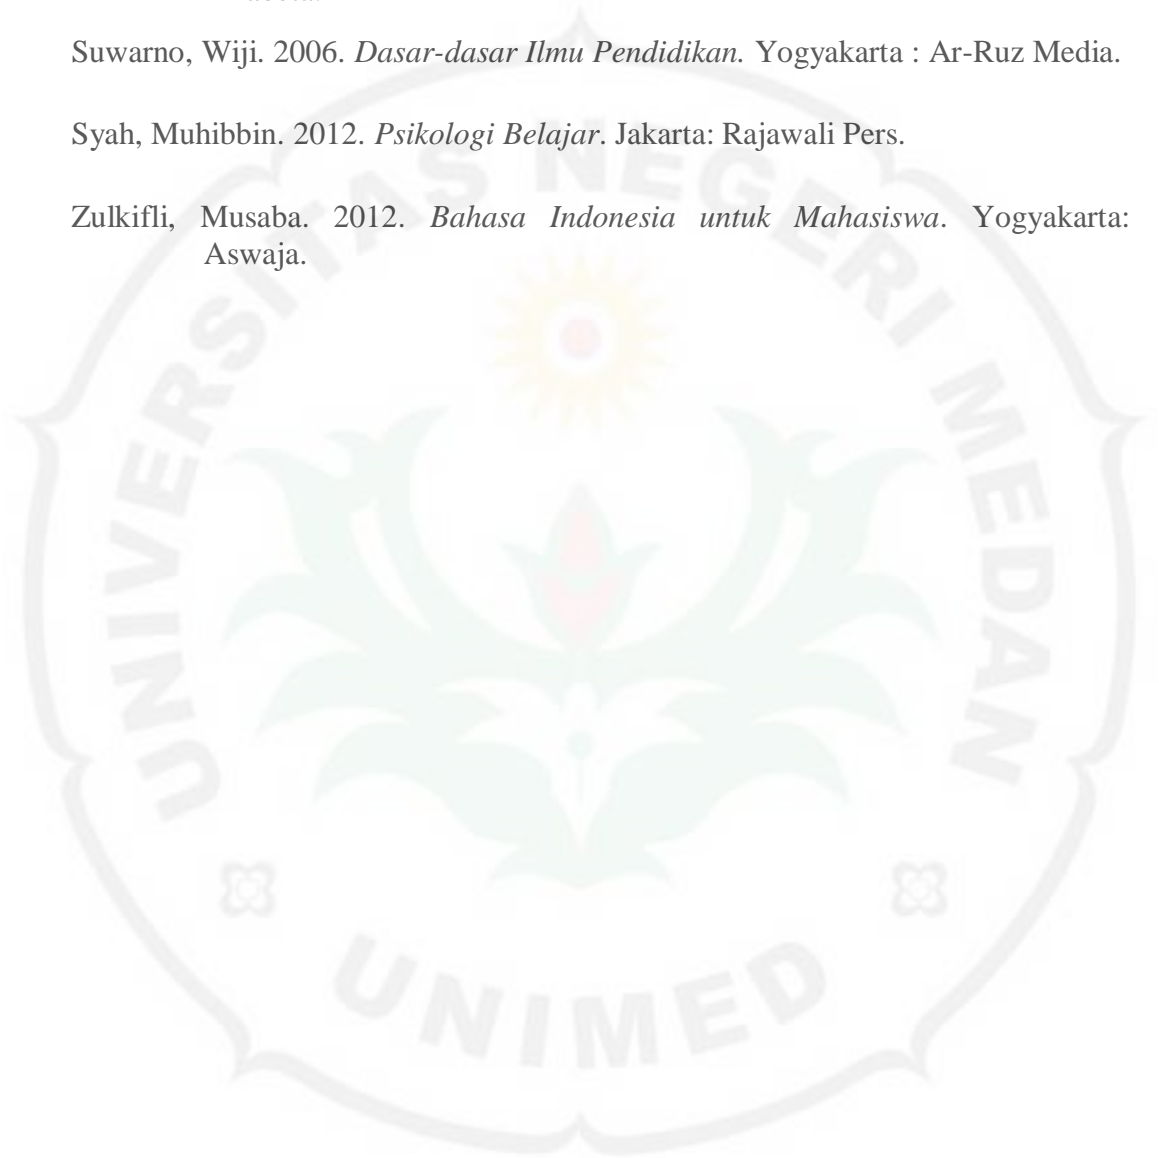 Suwarno, Wiji. 2006. Dasar-dasar Ilmu Pendidikan. Yogyakarta : Ar-Ruz Media.
Syah, Muhibbin. 2012. Psikologi Belajar. Jakarta: Rajawali Pers.
Zulkifli, Musaba. 2012. Bahasa Indonesia untuk Mahasiswa. Yogyakarta:
Aswaja.
UNIVERSITAS NEGERI MEDAN
UNIMED